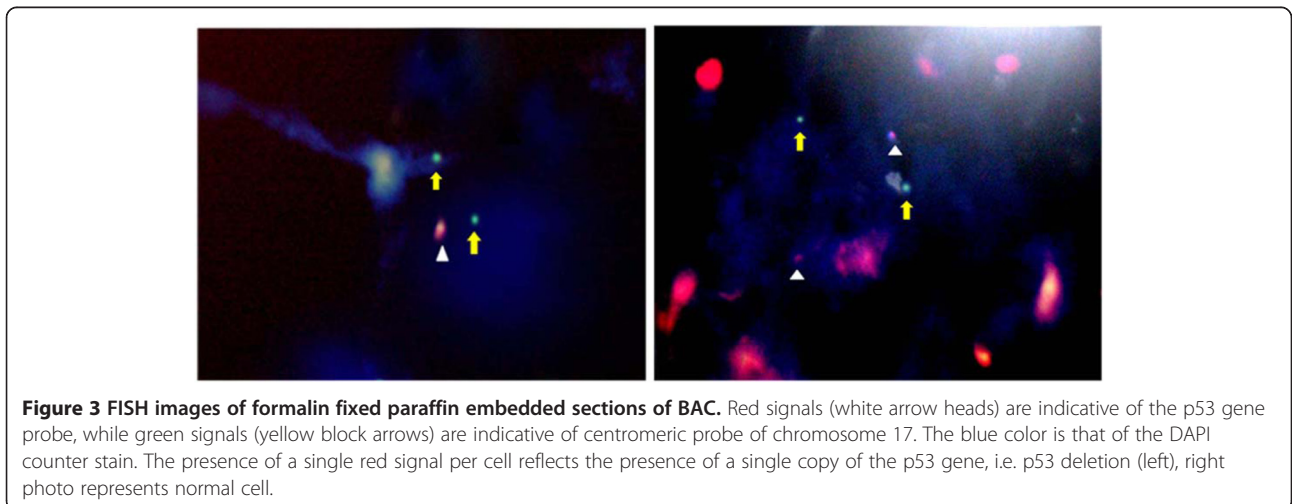 Figure 3 FISH images of formalin fixed paraffin embedded sections of BAC. Red signals (white arrow heads) are indicative of the p53 gene
probe, while green signals (yellow block arrows) are indicative of centromeric probe of chromosome 17. The blue color is that of the DAPI
counter stain. The presence of a single red signal per cell reflects the presence of a single copy of the p53 gene, i.e. p53 deletion (left), right
photo represents normal cell.